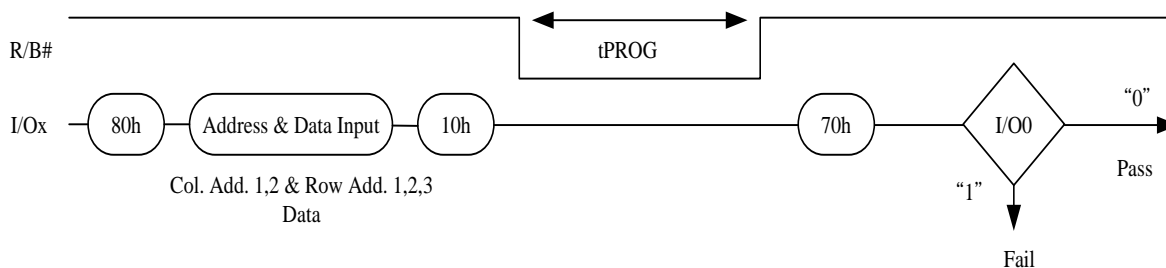 R/B#
tPROG
I/Ox
80h
Address & Data Input
10h
70h
I/O0
“0”
Pass
Col. Add. 1,2 & Row Add. 1,2,3
Data
“1”
Fail